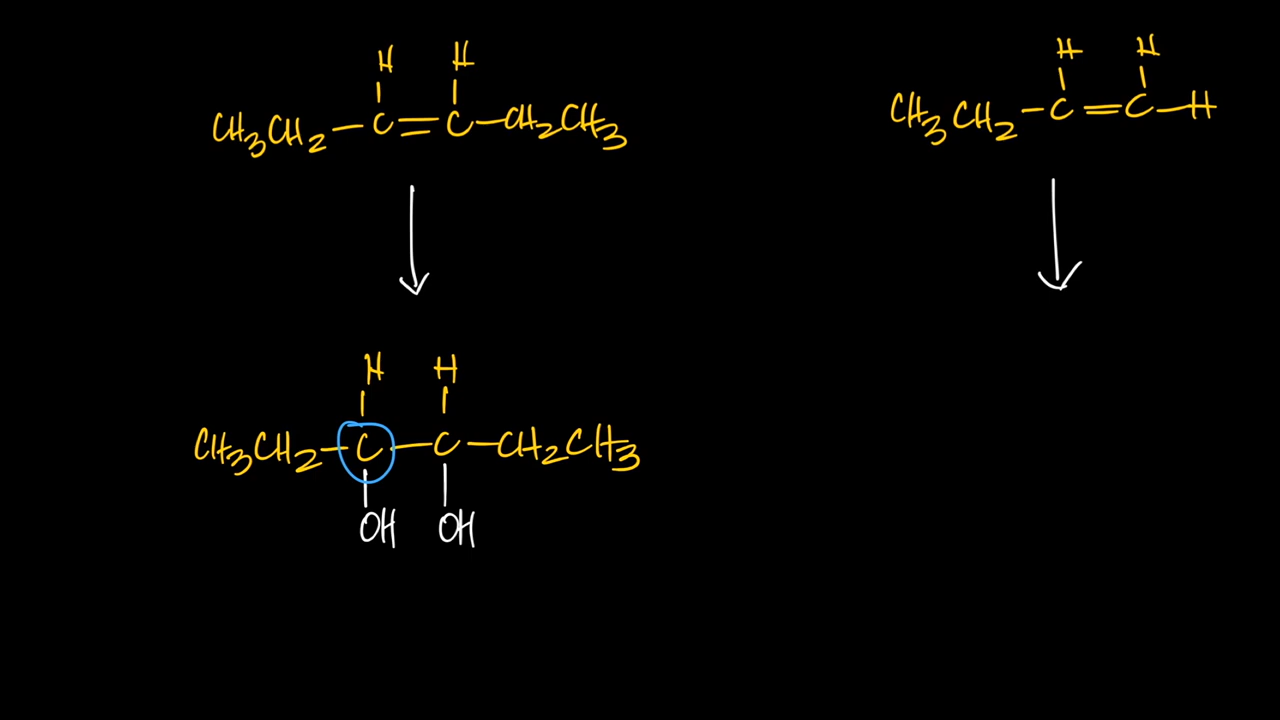 H H H H
CH3CH2-C=C-CH2CH3 CH3CH2-C=C-H
H H
CH3CH2-C-C-CH2CH3
OH OH